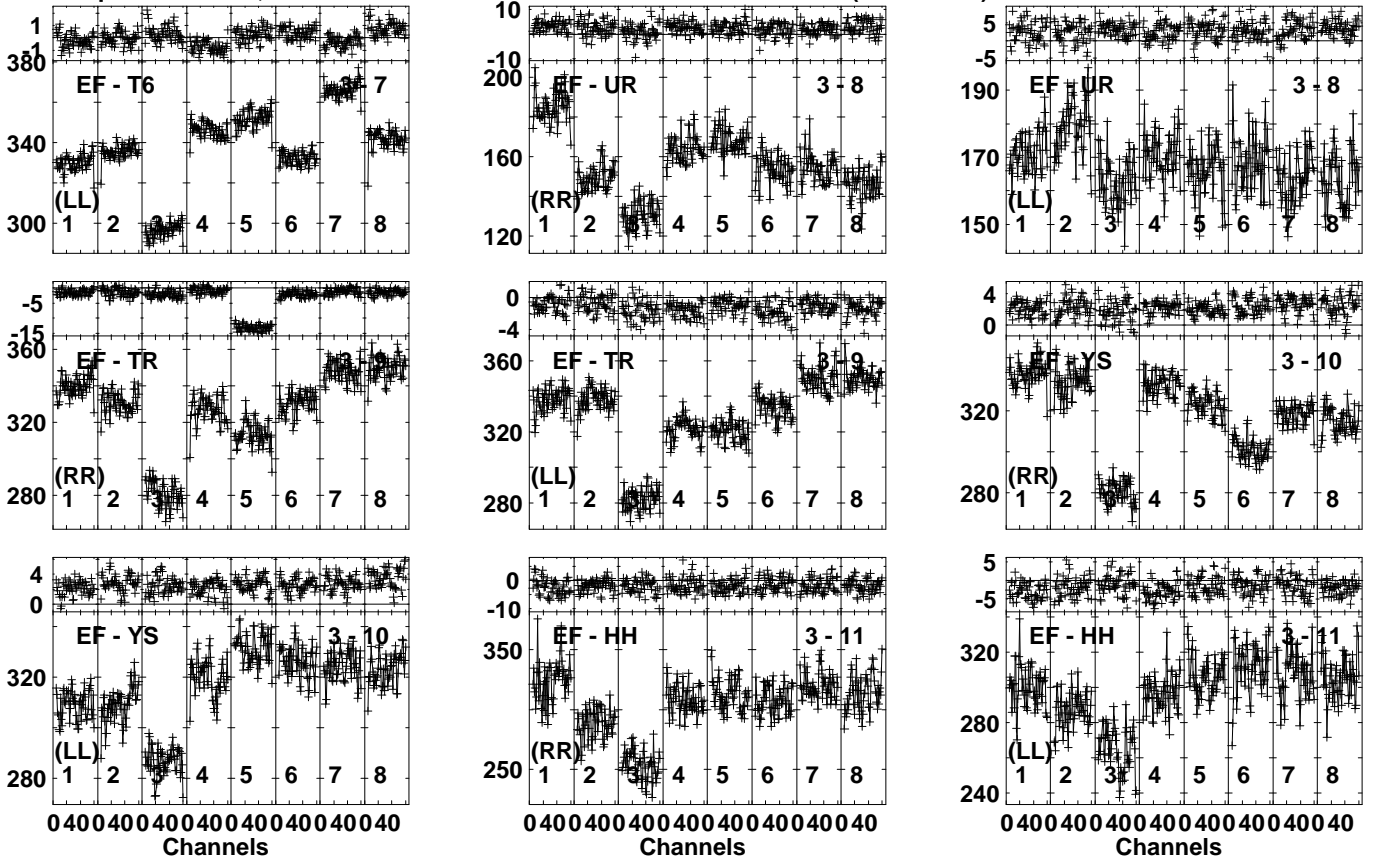 1
-1
380
EF - T6 3 - 7
340
300
(LL)
1 2 3 4 5 6 7 8
10
-10
200
EF - UR 3 - 8
160
120
(RR)
1 2 3 4 5 6 7 8
5
-5
190
EF - UR 3 - 8
170
150
(LL)
1 2 3 4 5 6 7 8
-5
-15
360
EF - TR 3 - 9
320
280
(RR)
1 2 3 4 5 6 7 8
0
-4
360
EF - TR 3 - 9
320
280
(LL)
1 2 3 4 5 6 7 8
4
0
EF - YS 3 - 10
320
280
(RR)
1 2 3 4 5 6 7 8
4
0
EF - YS 3 - 10
320
280
(LL)
1 2 3 4 5 6 7 8
0 40 0 40 0 40 0 40 0 40 0 40 0 40 0 40
Channels
0
-10
350
EF - HH 3 - 11
250
(RR)
1 2 3 4 5 6 7 8
0 40 0 40 0 40 0 40 0 40 0 40 0 40 0 40
Channels
5
-5
EF - HH 3 - 11
320
280
240
(LL)
1 2 3 4 5 6 7 8
0 40 0 40 0 40 0 40 0 40 0 40 0 40 0 40
Channels